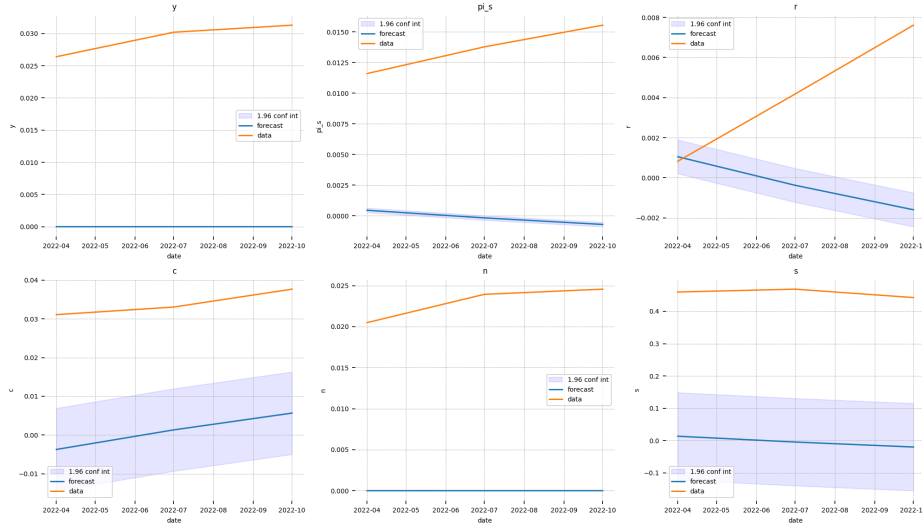 y
0.030
0.025
0.020
0.015
0.010
0.005
0.000
y
1.96 conf int
forecast
data
2022-04 2022-05 2022-06 2022-07 2022-08 2022-09 2022-10
date
pi_s
0.0150
0.0125
0.0100
0.0075
0.0050
0.0025
0.0000
pi_s
1.96 conf int
forecast
data
2022-04 2022-05 2022-06 2022-07 2022-08 2022-09 2022-10
date
r
0.008
0.006
0.004
0.002
0.000
−0.002
r
1.96 conf int
forecast
data
2022-04 2022-05 2022-06 2022-07 2022-08 2022-09 2022-1
date
c
0.04
0.03
0.02
0.01
0.00
−0.01
c
1.96 conf int
forecast
data
2022-04 2022-05 2022-06 2022-07 2022-08 2022-09 2022-10
date
n
0.025
0.020
0.015
0.010
0.005
0.000
n
1.96 conf int
forecast
data
2022-04 2022-05 2022-06 2022-07 2022-08 2022-09 2022-10
date
s
0.4
0.3
0.2
0.1
0.0
−0.1
s
1.96 conf int
forecast
data
2022-04 2022-05 2022-06 2022-07 2022-08 2022-09 2022-1
date